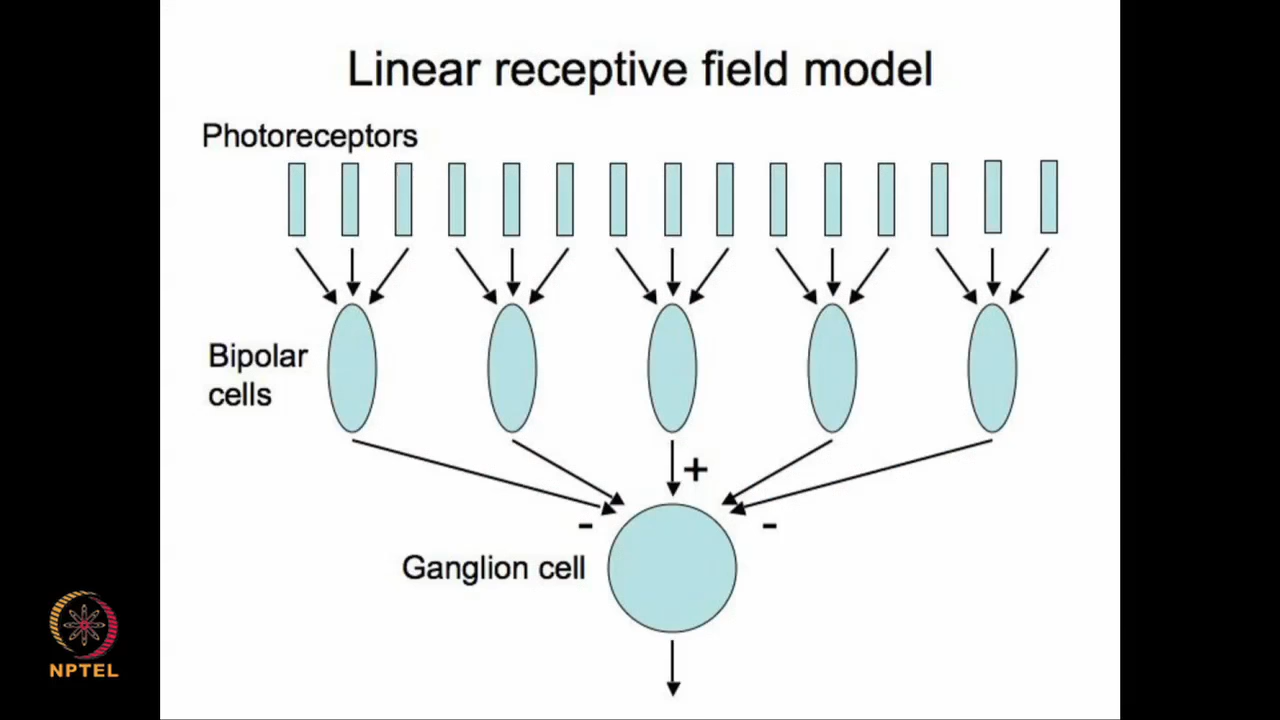 Linear receptive field model
Photoreceptors
Bipolar
cells
+
-
-
Ganglion cell
NPTEL